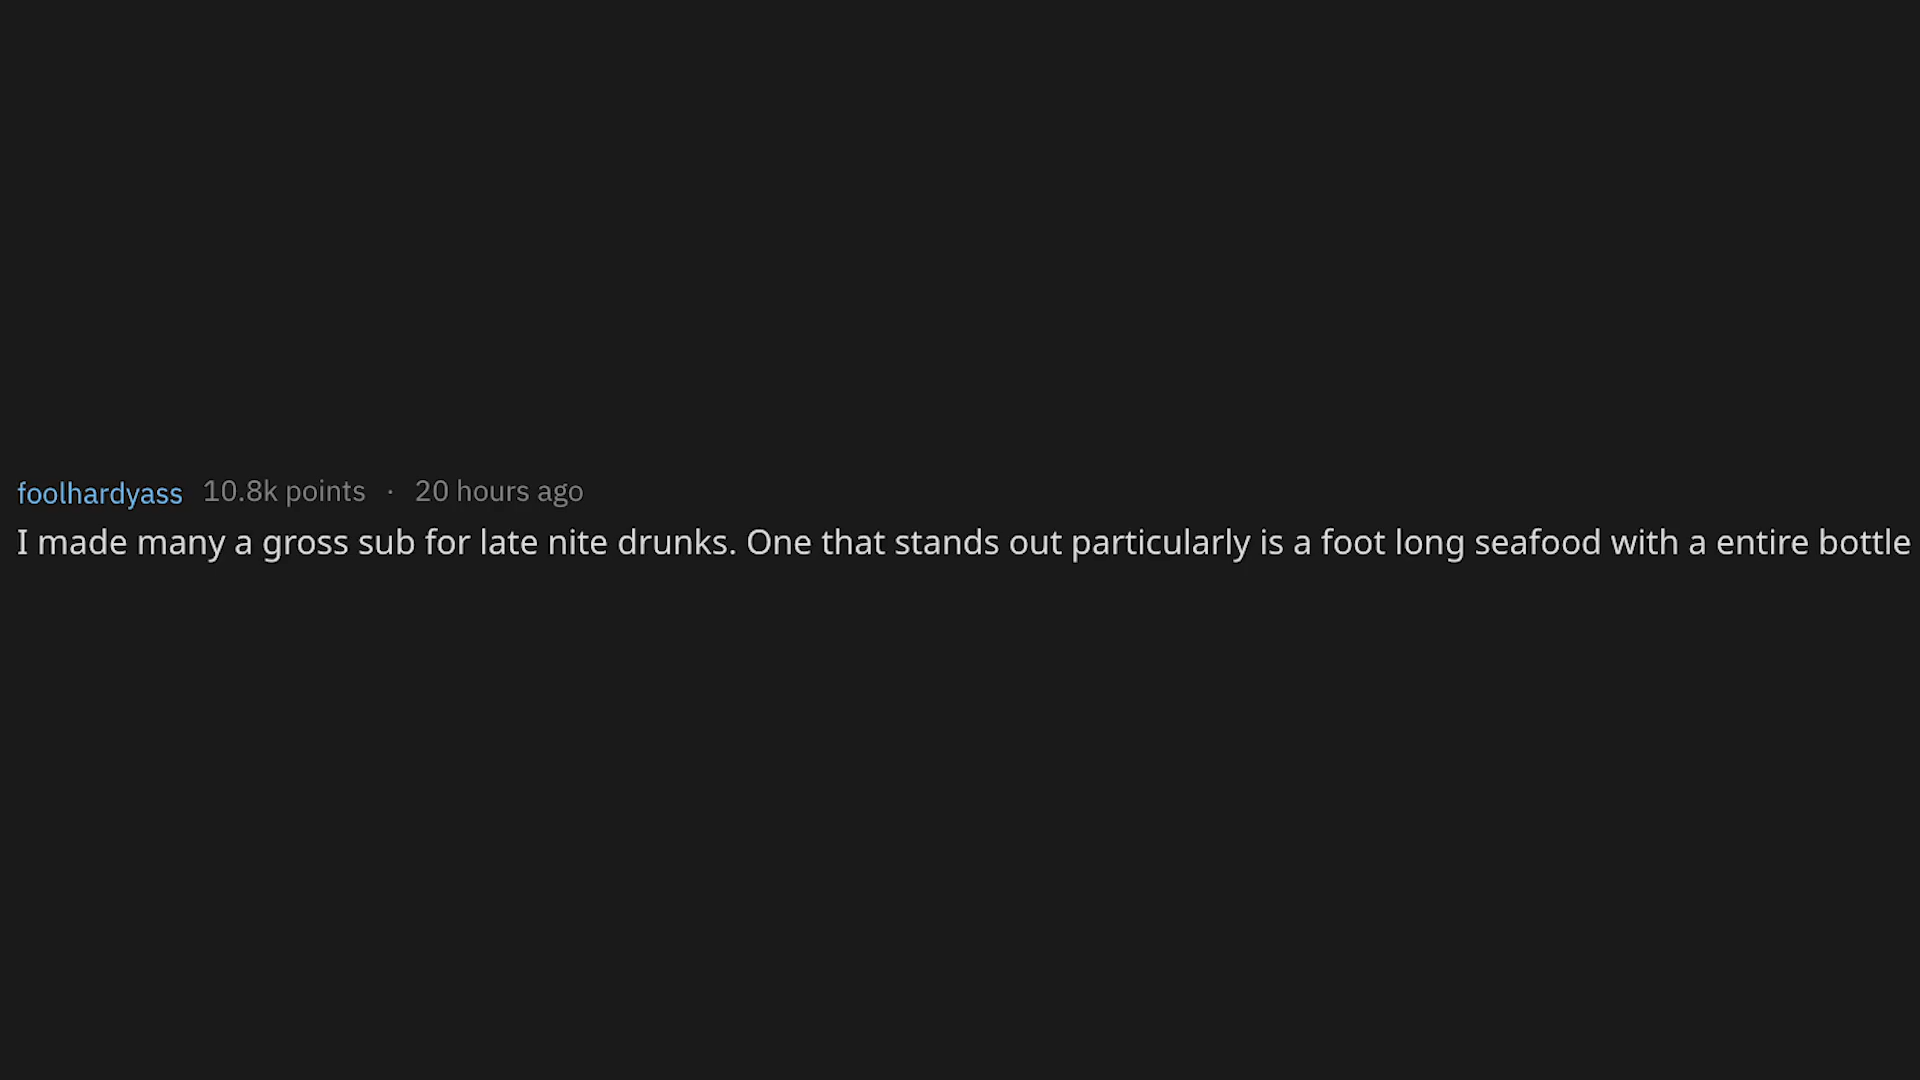 foolhardyass 10.8k points · 20 hours ago
I made many a gross sub for late nite drunks. One that stands out particularly is a foot long seafood with a entire bottle